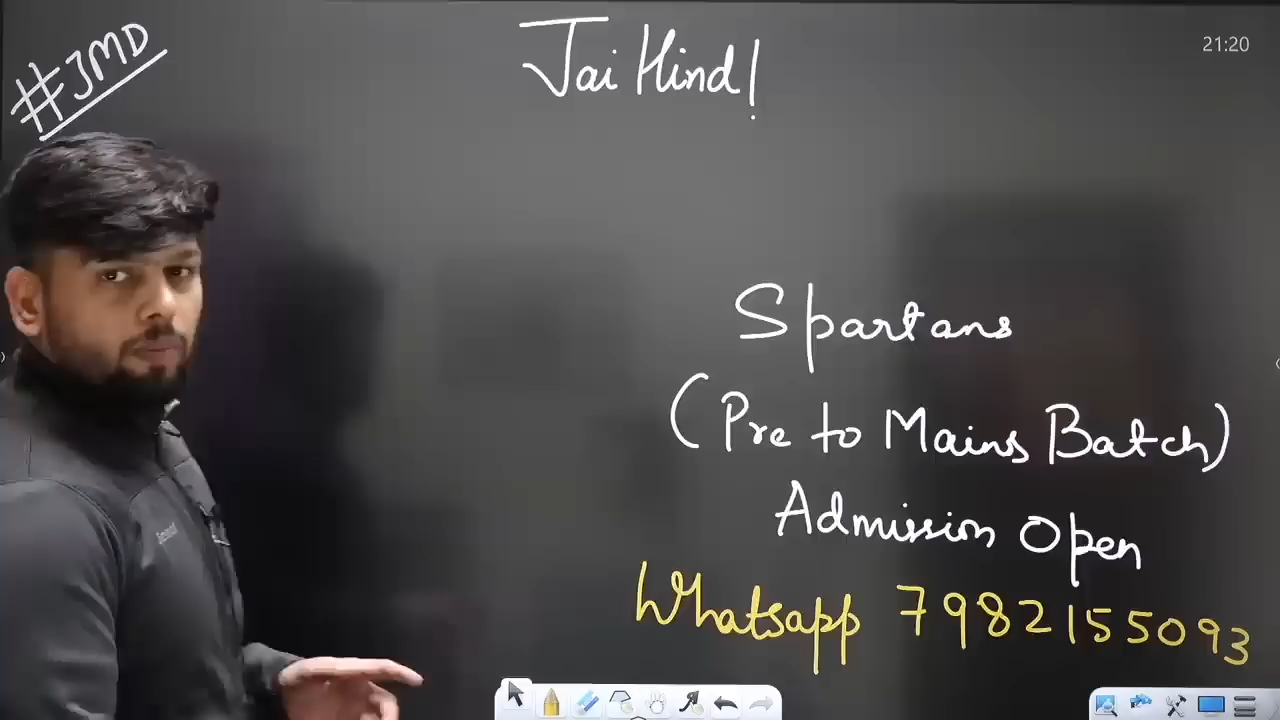 #JMD
Jai Hind!
21:20
Spartans
(Pre to Mains Batch)
Admission Open
Whatsapp 7982155093